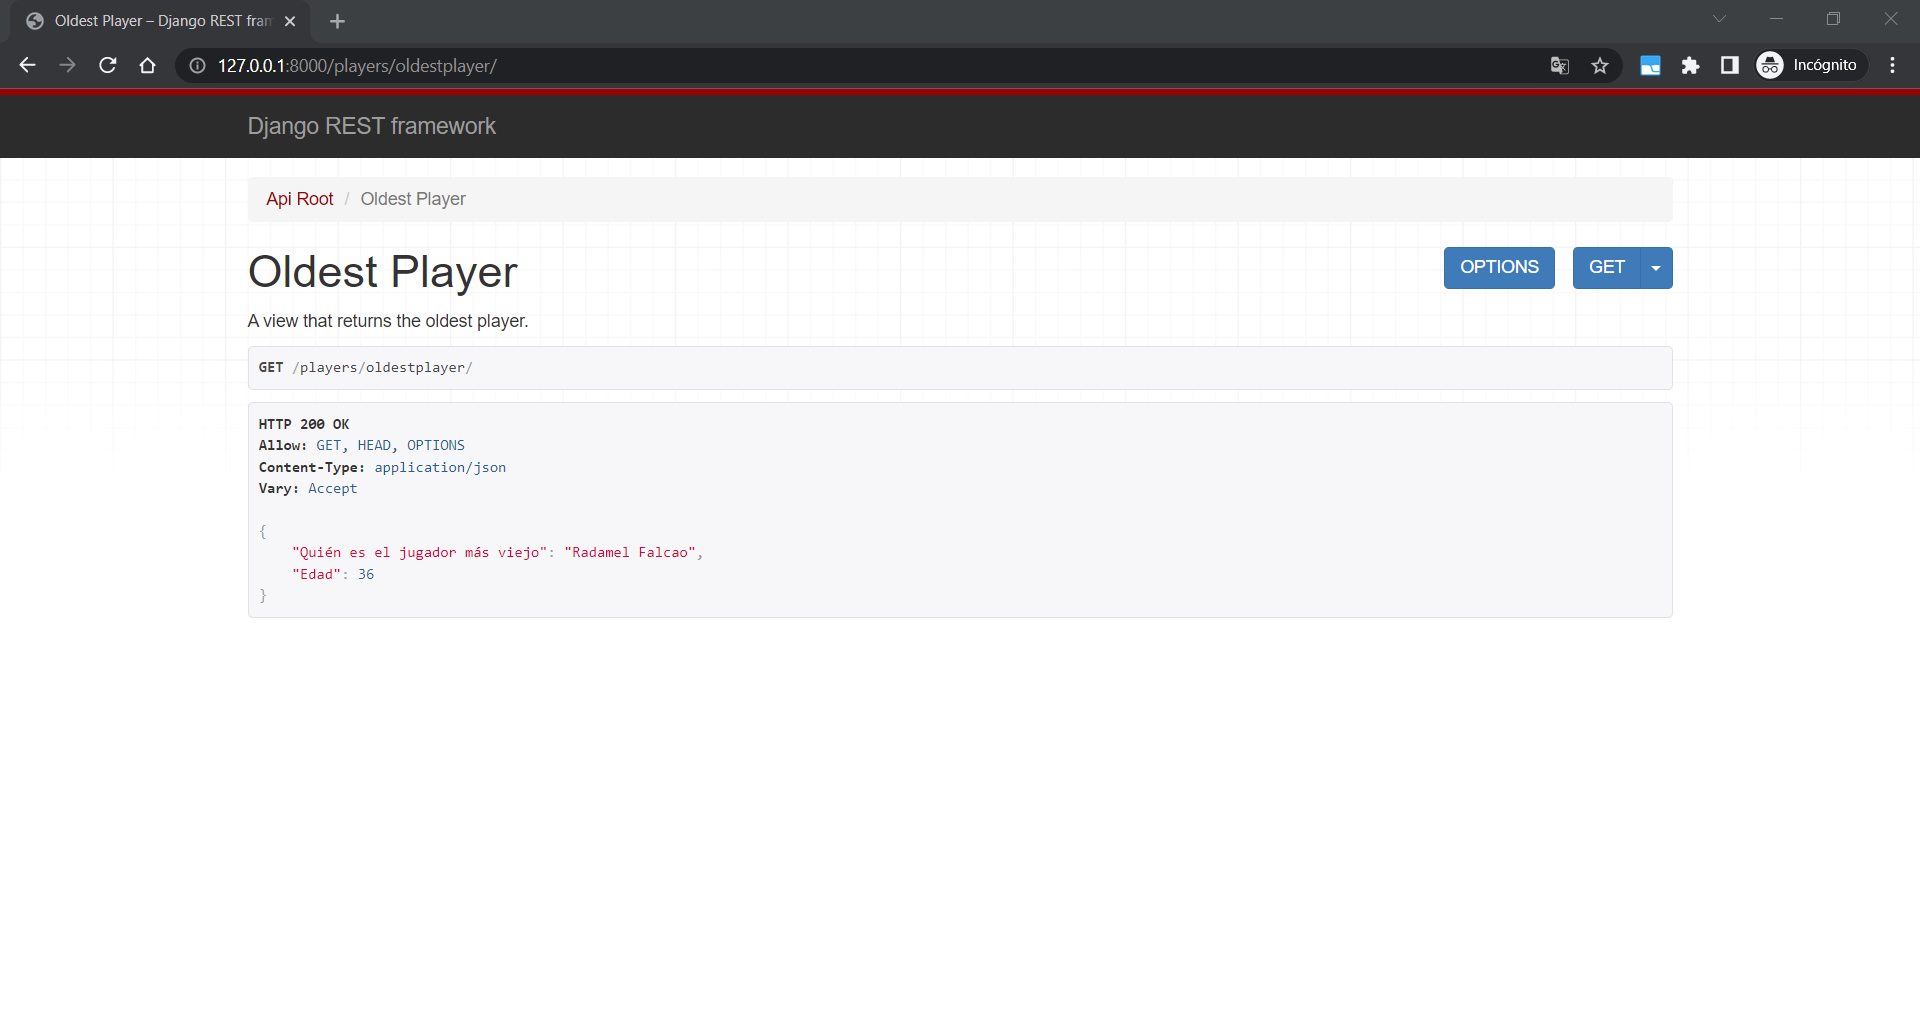 Oldest Player – Django REST fram
127.0.0.1:8000/players/oldestplayer/
Incógnito
Django REST framework
Api Root / Oldest Player
Oldest Player
OPTIONS
GET
A view that returns the oldest player.
GET /players/oldestplayer/
HTTP 200 OK
Allow: GET, HEAD, OPTIONS
Content-Type: application/json
Vary: Accept
{
"Quién es el jugador más viejo": "Radamel Falcao",
"Edad": 36
}